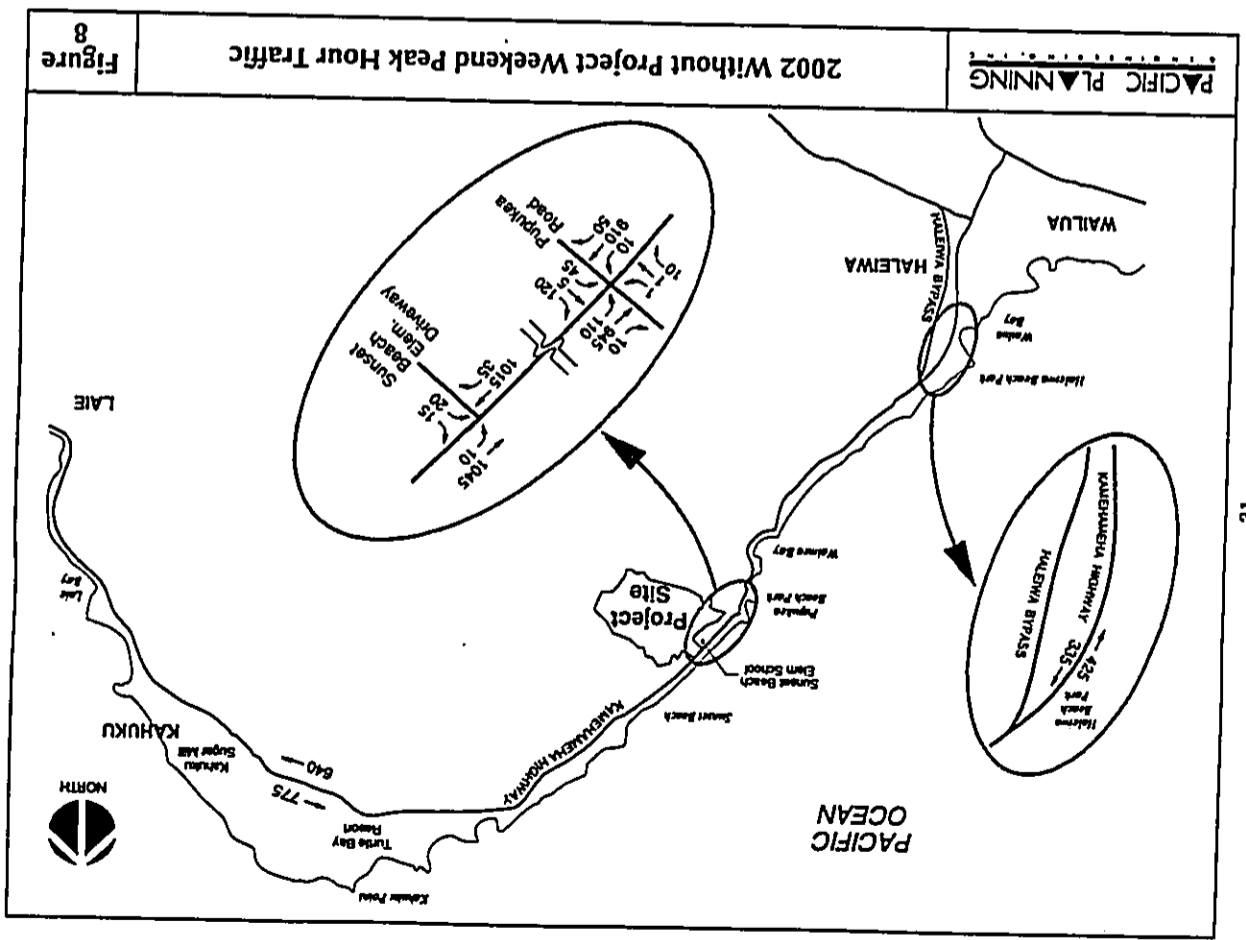 PACIFIC
OCEAN
NORTH
Kahuku Point
Turtle Bay
Resort
775
640
Kahuku
Sugar Mill
KAHUKU
Laie
Bay
LAIE
KAMEHAMEHA HIGHWAY
Sunset Beach
Sunset Beach
Elem School
Project
Site
Pupukea
Beach Park
Waimea Bay
Haleiwa
Beach
Park
425
335
KAMEHAMEHA HIGHWAY
HALEIWA BYPASS
1045
10
15
20
Sunset
Beach
Elem.
Driveway
1015
35
120
5
45
10
945
110
1
1
10
10
910
50
Pupukea
Road
Haleiwa Beach Park
Bay
HALEIWA BYPASS
HALEIWA
WAILUA
PACIFIC PLANNING
2002 Without Project Weekend Peak Hour Traffic
Figure
8